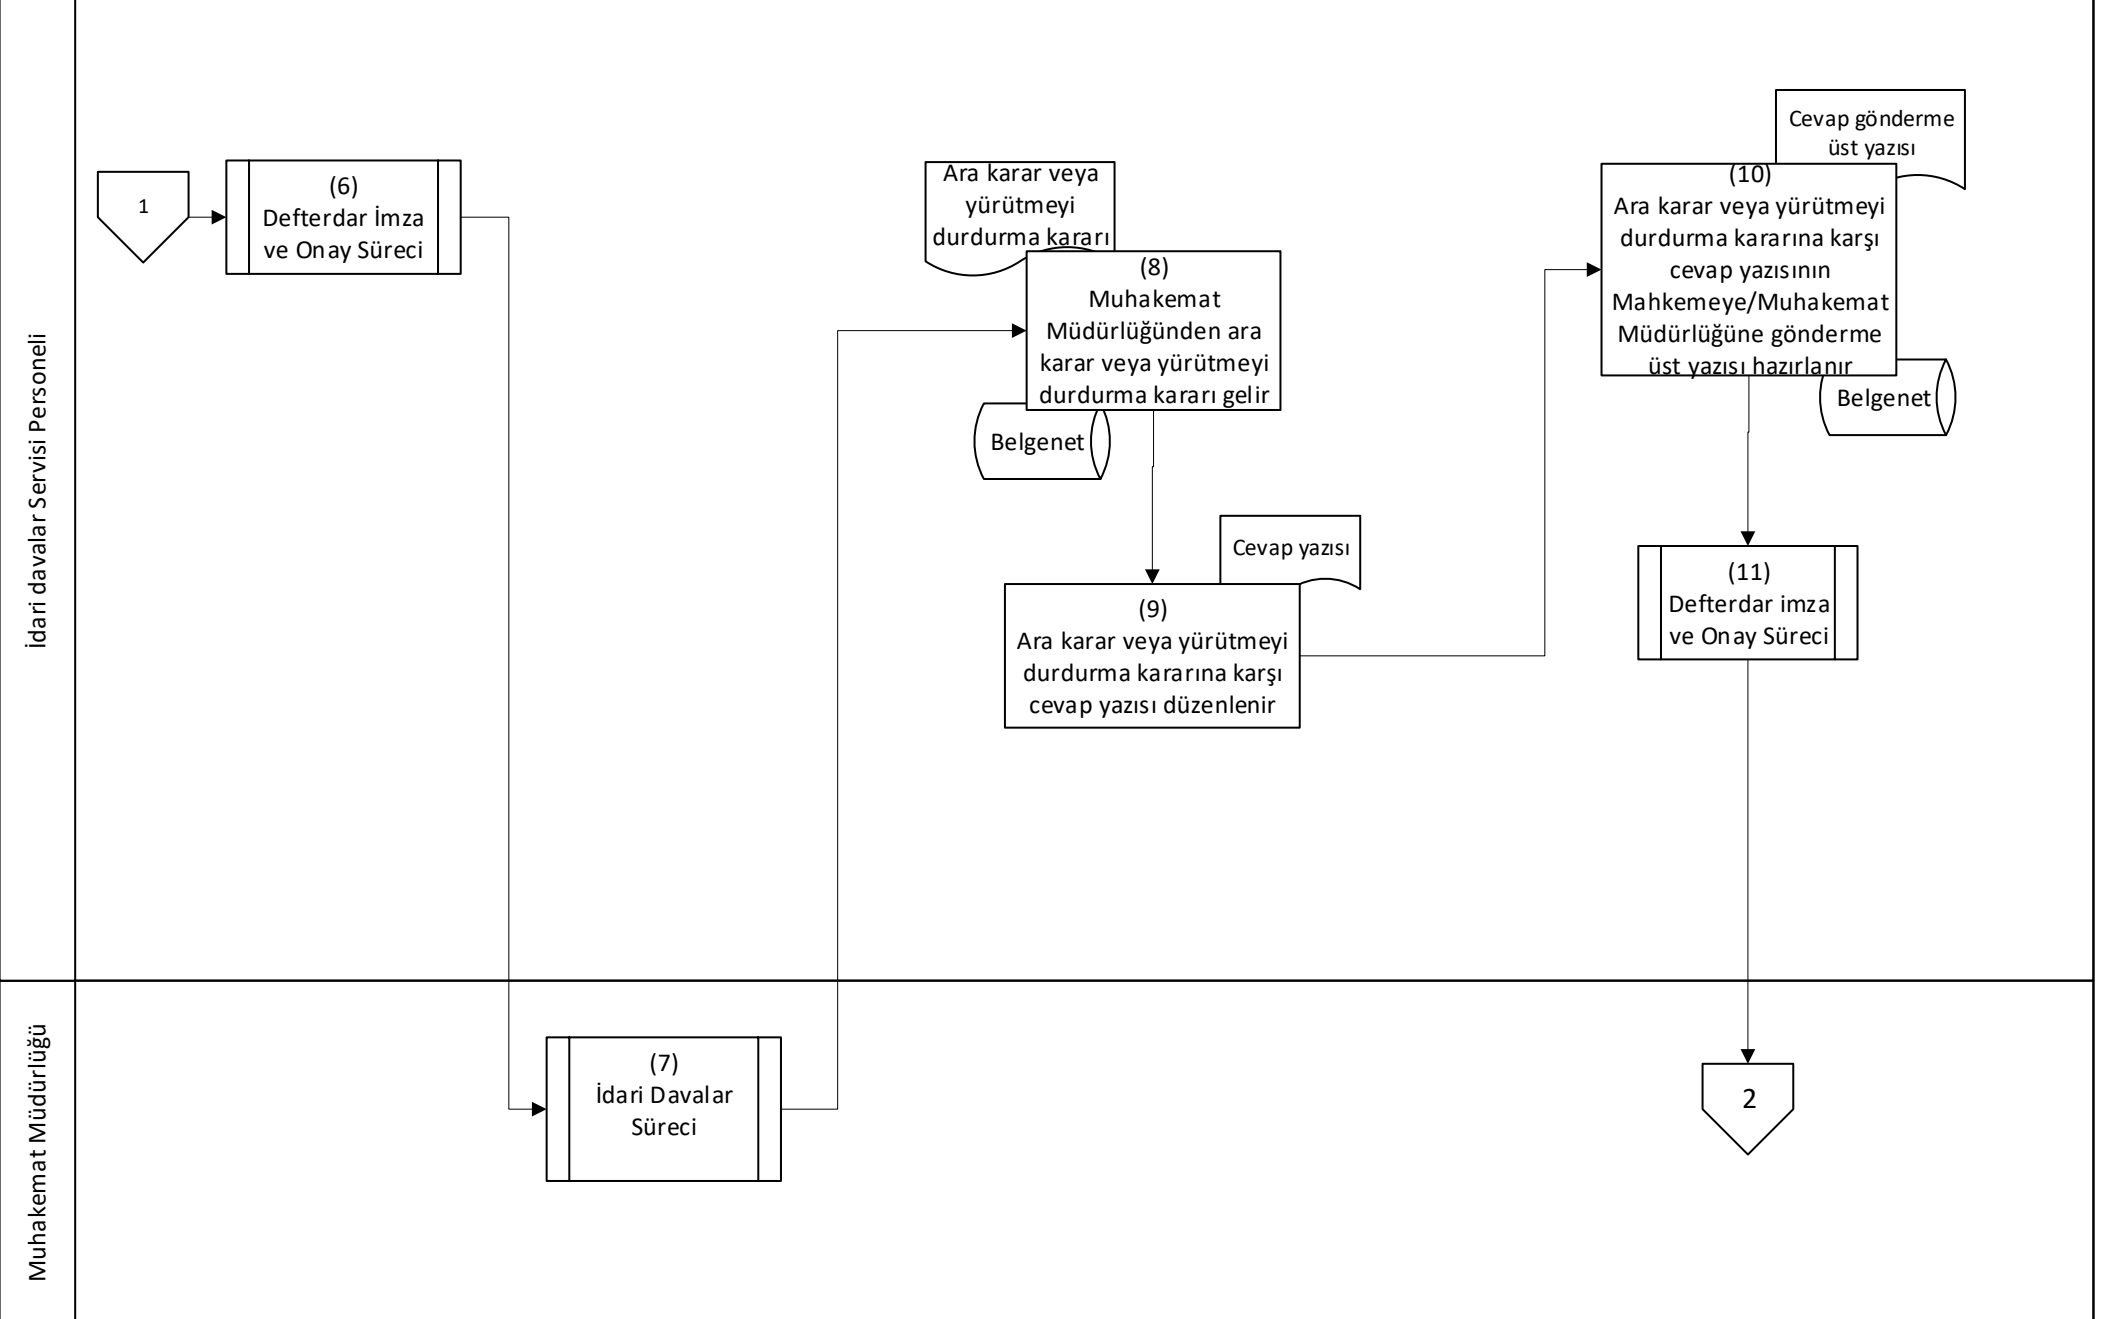 İdari davalar Servisi Personeli
1
(6)
Defterdar İmza
ve Onay Süreci
Ara karar veya
yürütmeyi
durdurma kararı
(8)
Muhakemat
Müdürlüğünden ara
karar veya yürütmeyi
durdurma kararı gelir
Belgenet
Cevap yazısı
(9)
Ara karar veya yürütmeyi
durdurma kararına karşı
cevap yazısı düzenlenir
Cevap gönderme
üst yazısı
(10)
Ara karar veya yürütmeyi
durdurma kararına karşı
cevap yazısının
Mahkemeye/Muhakemat
Müdürlüğüne gönderme
üst yazısı hazırlanır
Belgenet
(11)
Defterdar imza
ve Onay Süreci
Muhakemat Müdürlüğü
(7)
İdari Davalar
Süreci
2